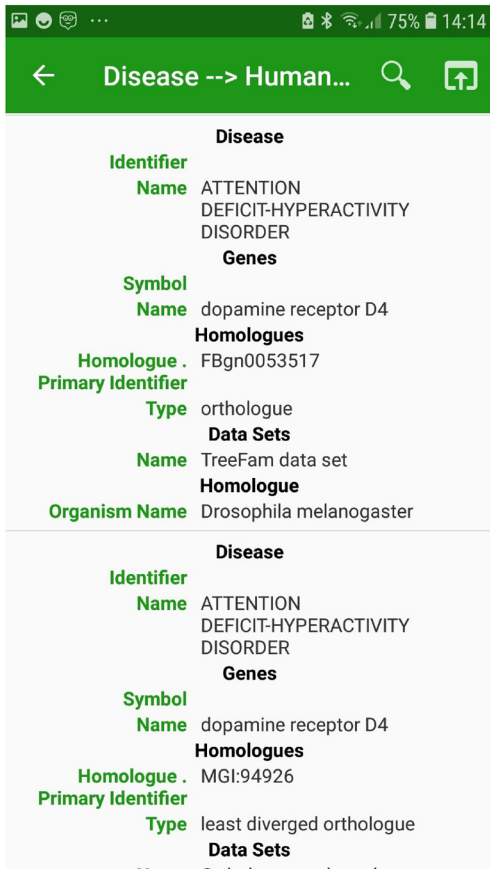 75% 14:14
Disease --> Human...
Disease
Identifier
Name ATTENTION
DEFICIT-HYPERACTIVITY
DISORDER
Genes
Symbol
Name dopamine receptor D4
Homologues
Homologue . FBgn0053517
Primary Identifier
Type orthologue
Data Sets
Name TreeFam data set
Homologue
Organism Name Drosophila melanogaster
Disease
Identifier
Name ATTENTION
DEFICIT-HYPERACTIVITY
DISORDER
Genes
Symbol
Name dopamine receptor D4
Homologues
Homologue . MGI:94926
Primary Identifier
Type least diverged orthologue
Data Sets